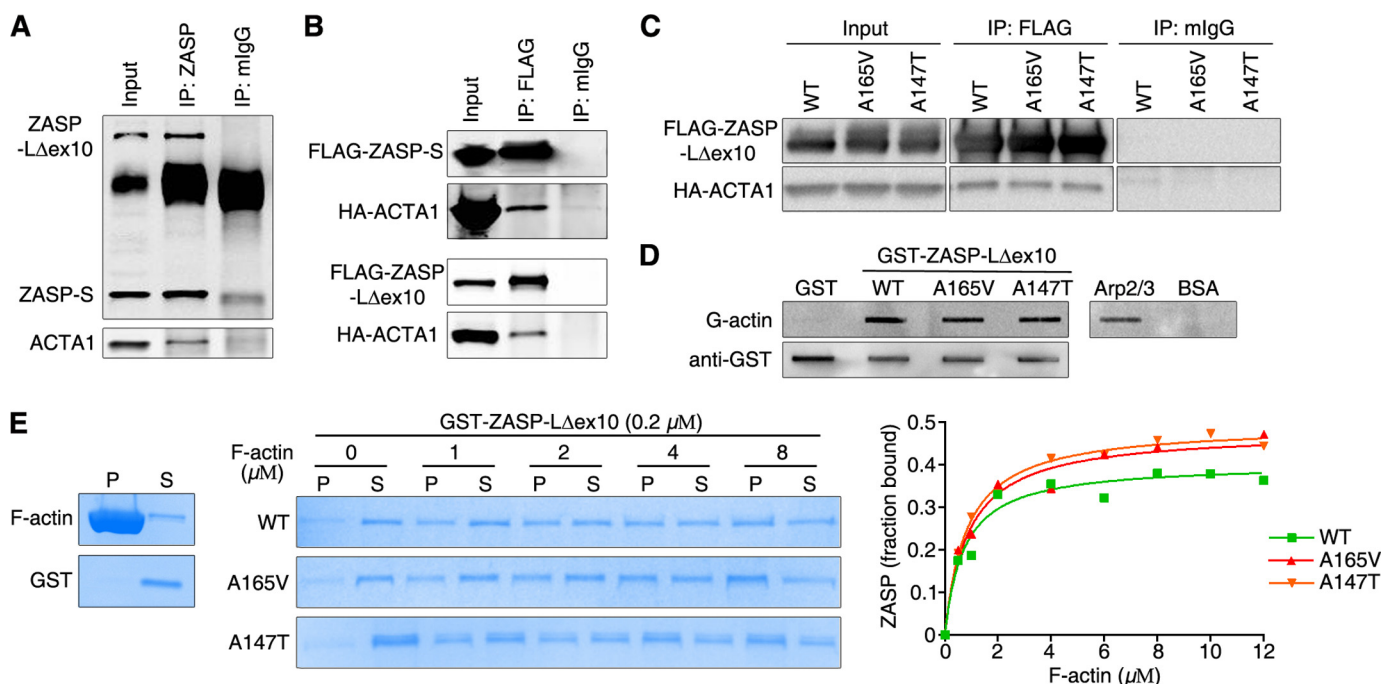 A
Input
IP: ZASP
IP: mIgG
ZASP
-LΔex10
ZASP-S
ACTA1
B
Input
IP: FLAG
IP: mIgG
FLAG-ZASP-S
HA-ACTA1
FLAG-ZASP
-LΔex10
HA-ACTA1
C
Input IP: FLAG IP: mIgG
WT A165V A147T WT A165V A147T WT A165V A147T
FLAG-ZASP
-LΔex10
HA-ACTA1
D
GST-ZASP-LΔex10
GST WT A165V A147T Arp2/3 BSA
G-actin
anti-GST
E
P S
F-actin
GST
GST-ZASP-LΔex10 (0.2 µM)
F-actin
(µM)
0 1 2 4 8
P S P S P S P S P S
WT
A165V
A147T
ZASP (fraction bound)
0.5
0.4
0.3
0.2
0.1
0
0 2 4 6 8 10 12
F-actin (µM)
WT
A165V
A147T